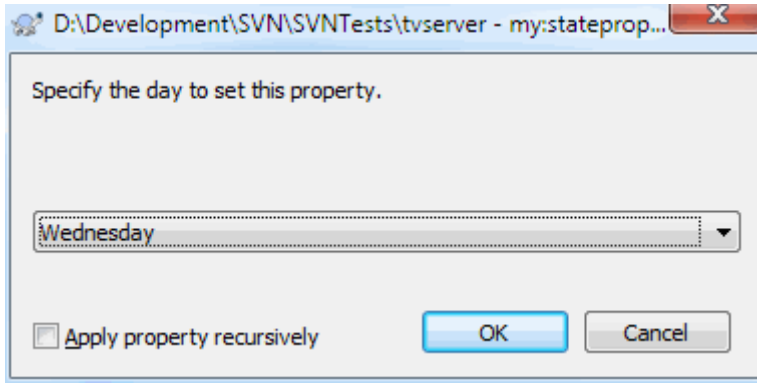 D:\Development\SVN\SVNTests\tvserver - my:stateprop...
Specify the day to set this property.
Wednesday
Apply property recursively
OK
Cancel